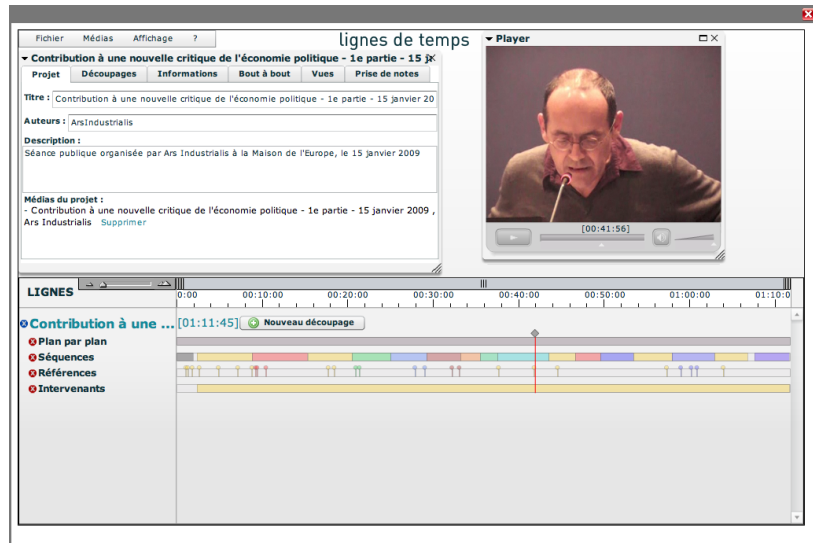 Fichier Médias Affichage ?
lignes de temps
Contribution à une nouvelle critique de l'économie politique - 1e partie - 15 ja
Projet Découpages Informations Bout à bout Vues Prise de notes
Titre : Contribution à une nouvelle critique de l'économie politique - 1e partie - 15 janvier 20
Auteurs : ArsIndustrialis
Description :
Séance publique organisée par Ars Industrialis à la Maison de l'Europe, le 15 janvier 2009
Médias du projet :
- Contribution à une nouvelle critique de l'économie politique - 1e partie - 15 janvier 2009 ,
Ars Industrialis Supprimer
Player
[00:41:56]
LIGNES
0:00 00:10:00 00:20:00 00:30:00 00:40:00 00:50:00 01:00:00 01:10:0
Contribution à une ... [01:11:45] Nouveau découpage
Plan par plan
Séquences
Références
Intervenants